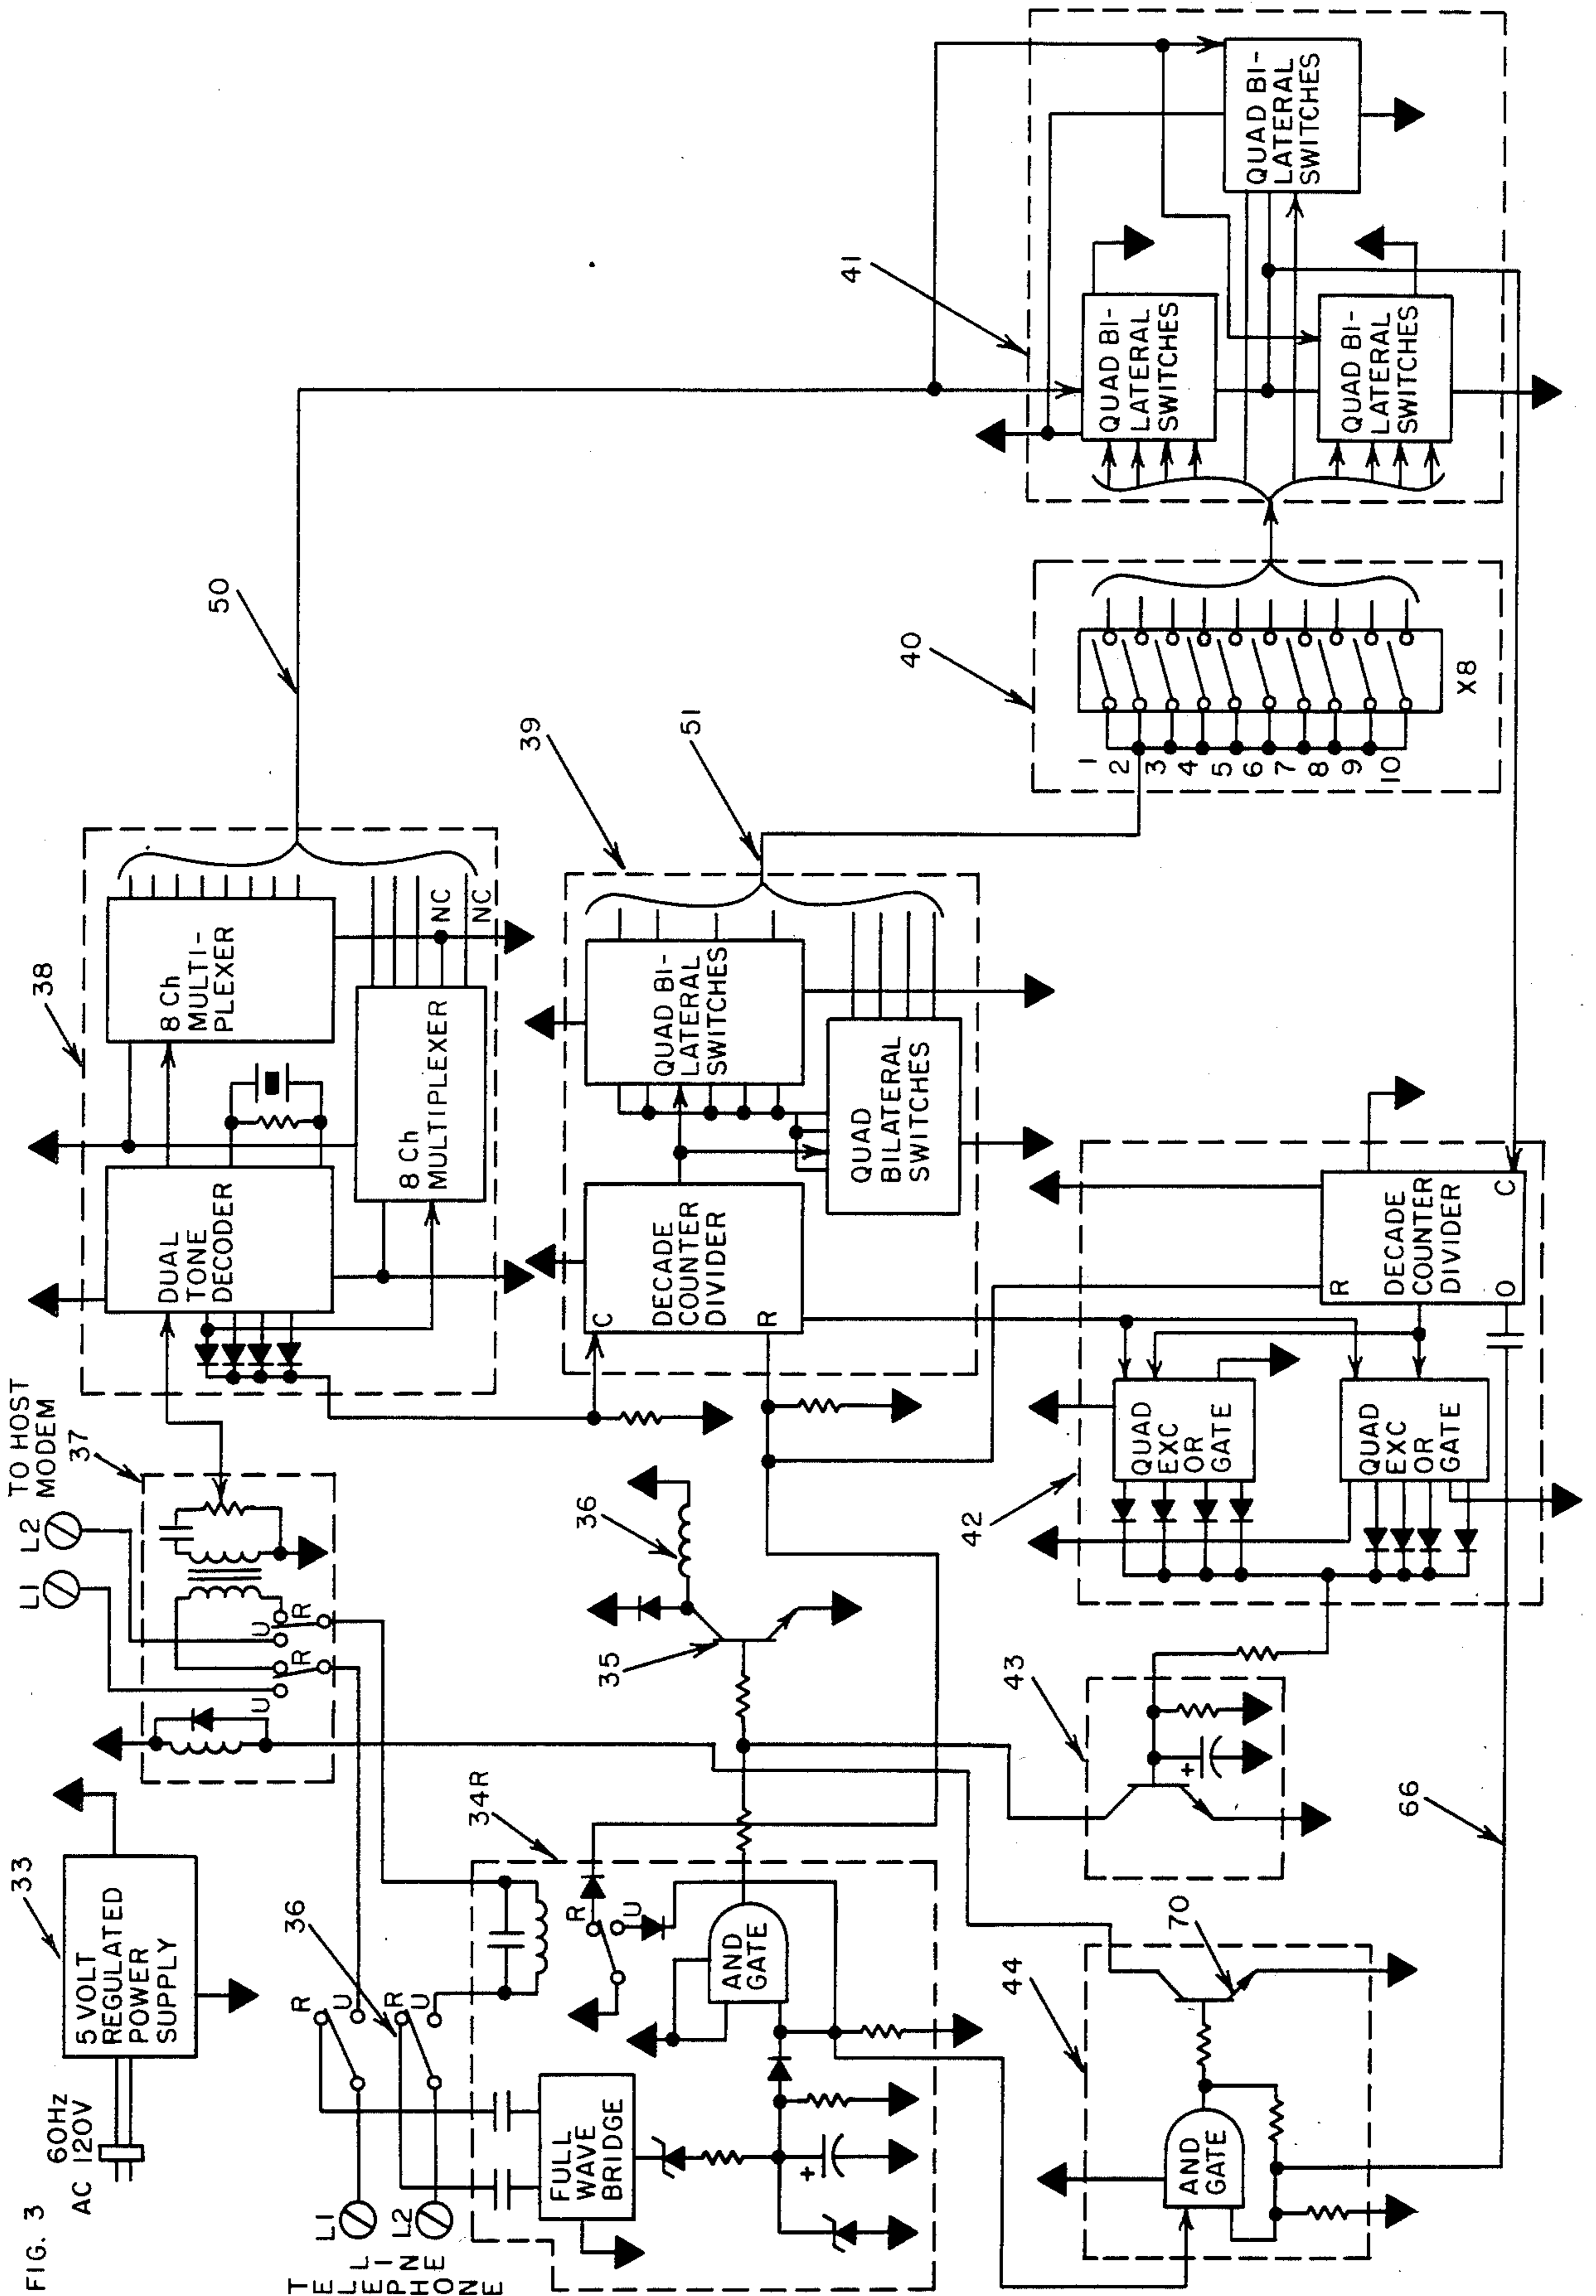 FIG. 3
60HZ
AC 120V
33
5 VOLT
REGULATED
POWER
SUPPLY
TO HOST
MODEM
L1
L2
37
U
R
U
R
38
DUAL
TONE
DECODER
8 Ch
MULTI-
PLEXER
8 Ch
MULTIPLEXER
NC
NC
50
TELEPHONE
LINE
L1
L2
36
R
U
R
U
34R
FULL
WAVE
BRIDGE
R
U
AND
GATE
35
36
39
C
DECADE
COUNTER
DIVIDER
R
QUAD BI-
LATERAL
SWITCHES
QUAD
BILATERAL
SWITCHES
51
40
1
2
3
4
5
6
7
8
9
10
X8
41
QUAD BI-
LATERAL
SWITCHES
QUAD BI-
LATERAL
SWITCHES
QUAD BI-
LATERAL
SWITCHES
44
AND
GATE
70
43
66
42
QUAD
EXC
OR
GATE
QUAD
EXC
OR
GATE
R
DECADE
COUNTER
DIVIDER
O
C